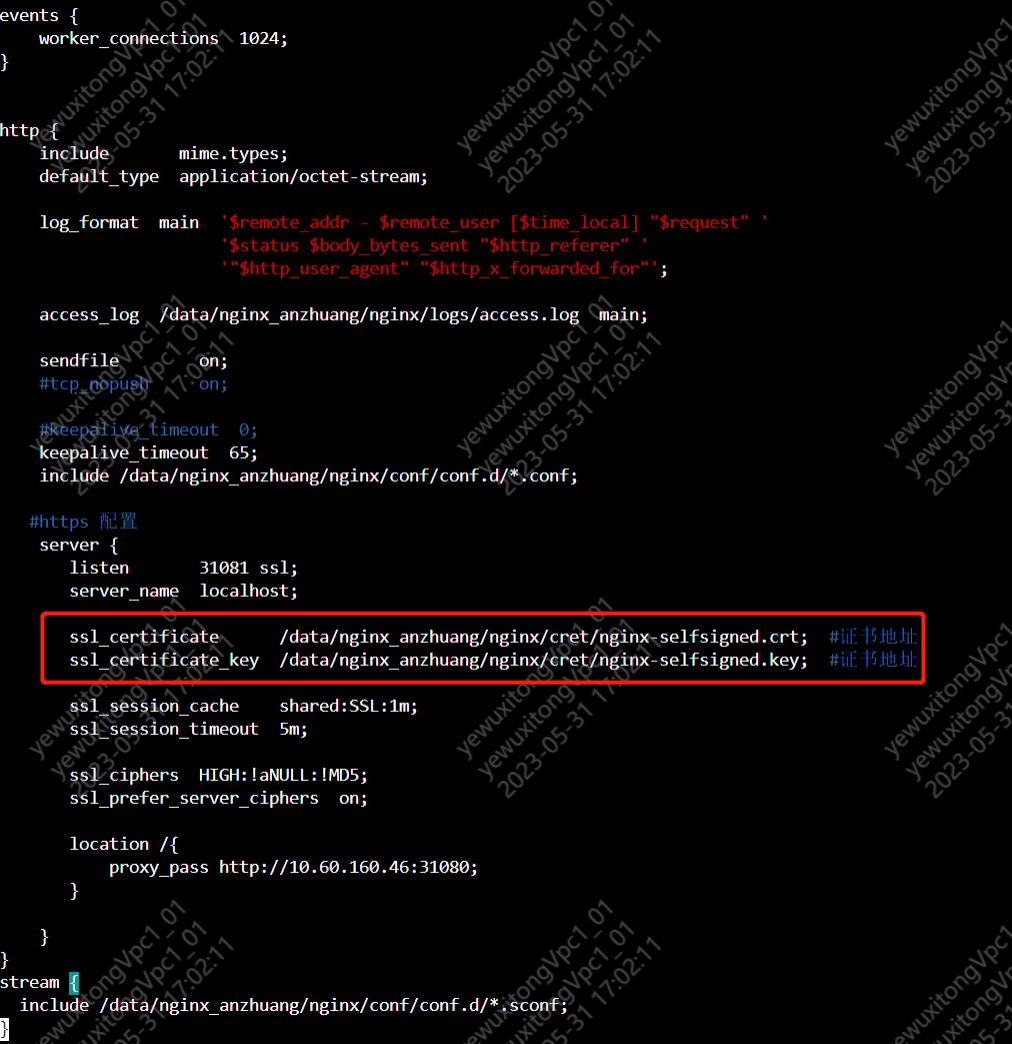 events {
    worker_connections  1024;
}
http {
    include       mime.types;
    default_type  application/octet-stream;
    log_format  main  '$remote_addr - $remote_user [$time_local] "$request" '
                      '$status $body_bytes_sent "$http_referer" '
                      '"$http_user_agent" "$http_x_forwarded_for"';
    access_log  /data/nginx_anzhuang/nginx/logs/access.log  main;
    sendfile        on;
    #tcp_nopush     on;
    #keepalive_timeout  0;
    keepalive_timeout  65;
    include /data/nginx_anzhuang/nginx/conf/conf.d/*.conf;
   #https 配置
    server {
       listen       31081 ssl;
       server_name  localhost;
       ssl_certificate      /data/nginx_anzhuang/nginx/cret/nginx-selfsigned.crt;  #证书地址
       ssl_certificate_key  /data/nginx_anzhuang/nginx/cret/nginx-selfsigned.key;  #证书地址
       ssl_session_cache    shared:SSL:1m;
       ssl_session_timeout  5m;
       ssl_ciphers  HIGH:!aNULL:!MD5;
       ssl_prefer_server_ciphers  on;
       location /{
           proxy_pass http://10.60.160.46:31080;
       }
    }
}
stream {
  include /data/nginx_anzhuang/nginx/conf/conf.d/*.sconf;
}
yewuxitongVpc1_01
yewuxitongVpc1_01
2023-05-31 17:02:11